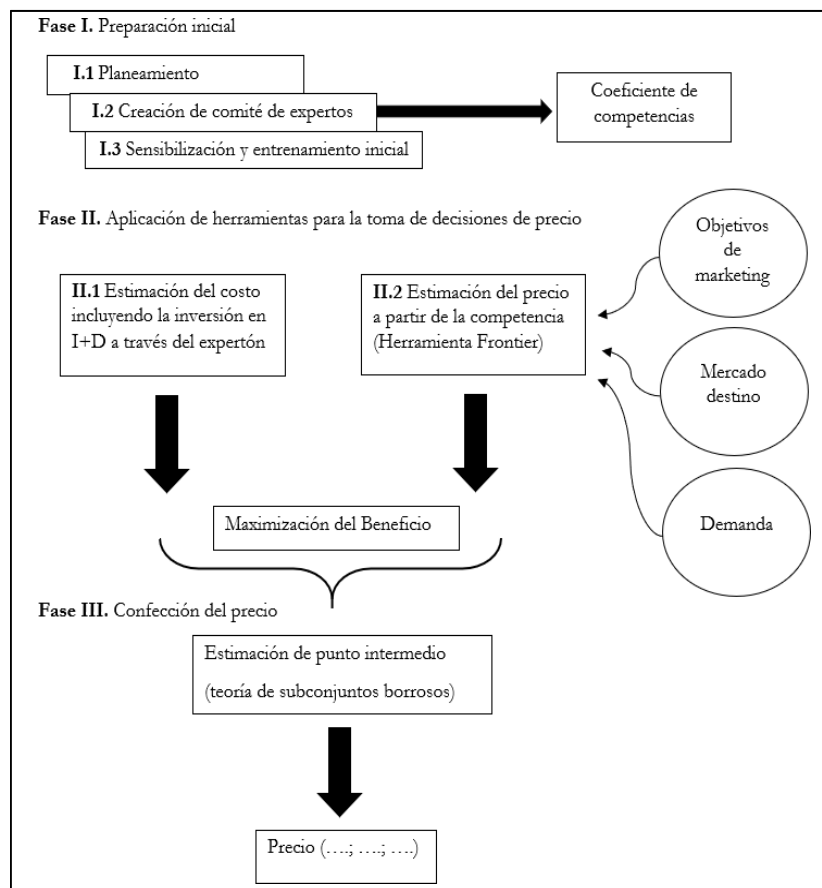 Fase I. Preparación inicial
I.1 Planeamiento
I.2 Creación de comité de expertos
I.3 Sensibilización y entrenamiento inicial
Coeficiente de
competencias
Fase II. Aplicación de herramientas para la toma de decisiones de precio
II.1 Estimación del costo
incluyendo la inversión en
I+D a través del expertón
II.2 Estimación del precio
a partir de la competencia
(Herramienta Frontier)
Objetivos
de
marketing
Mercado
destino
Demanda
Maximización del Beneficio
Fase III. Confección del precio
Estimación de punto intermedio
(teoría de subconjuntos borrosos)
Precio (….; ….; ….)